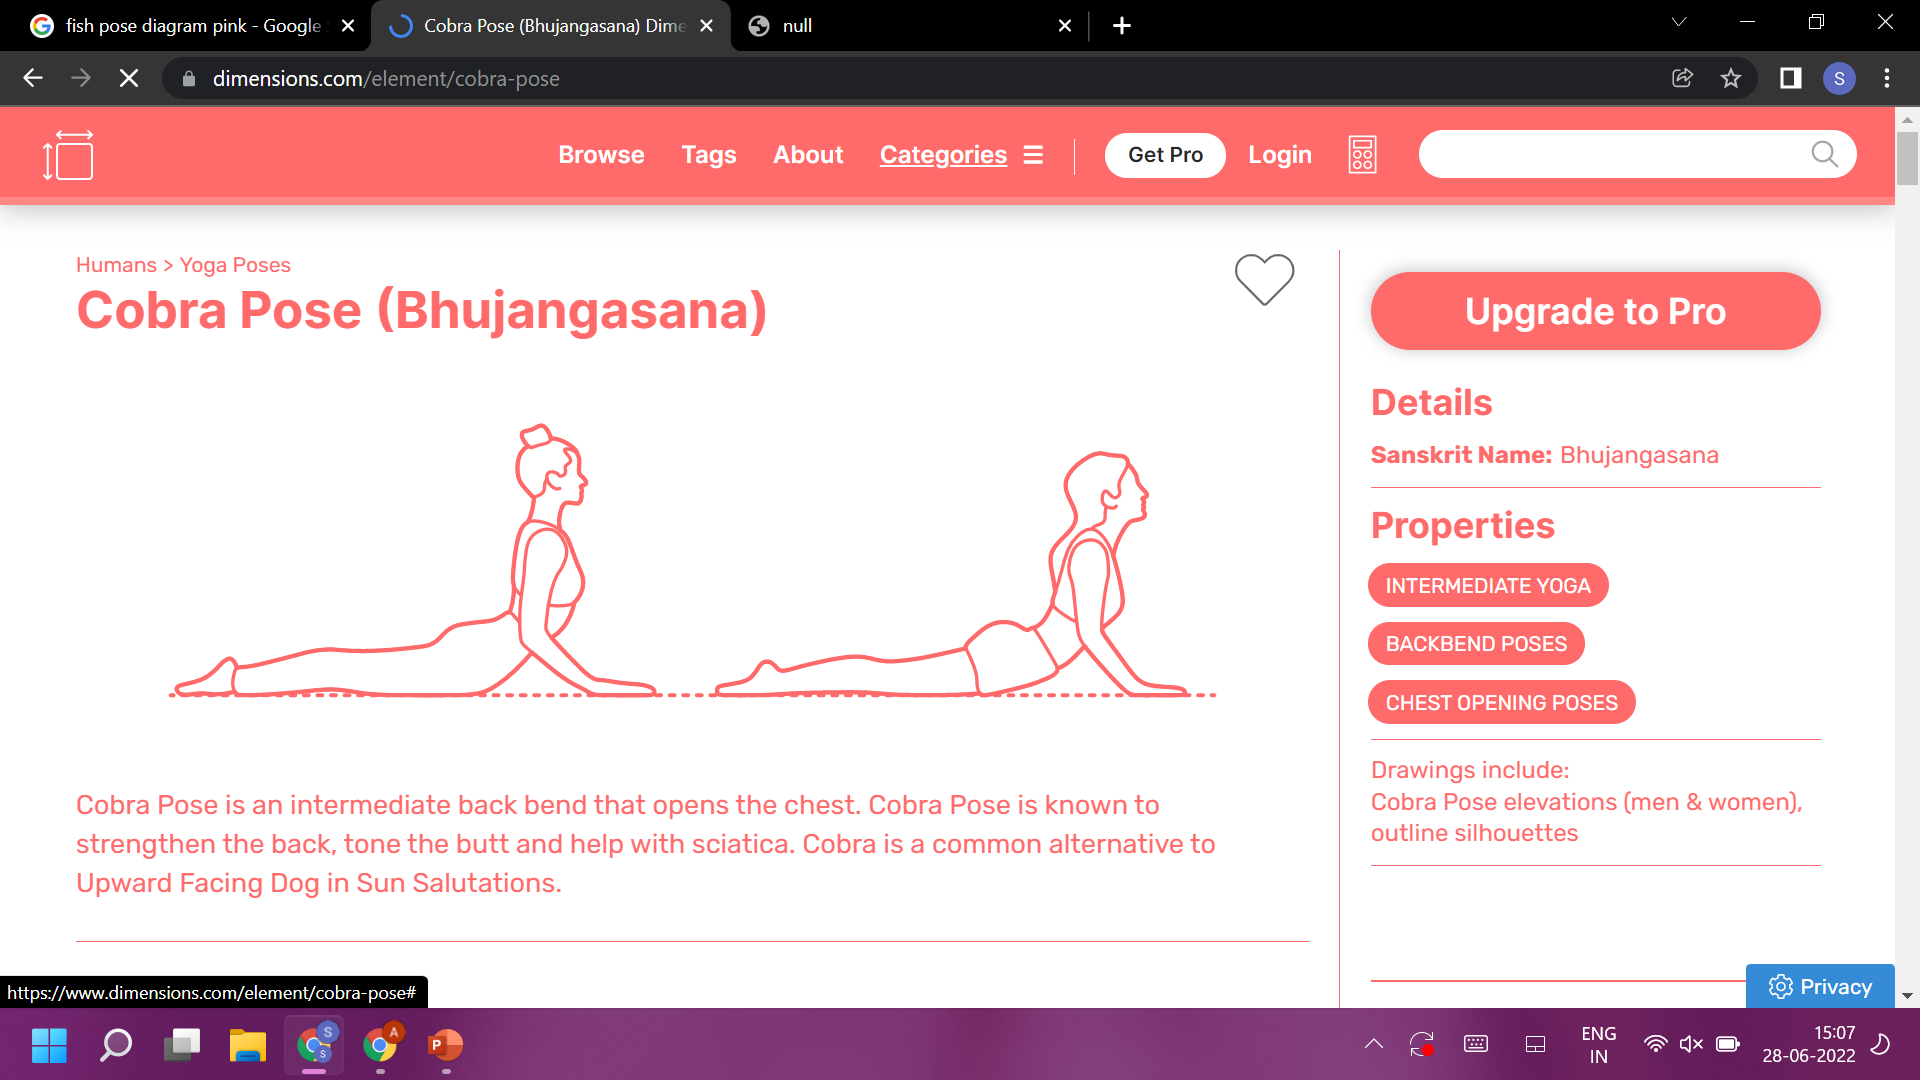 fish pose diagram pink - Google
Cobra Pose (Bhujangasana) Dime
null
dimensions.com/element/cobra-pose
S
Browse
Tags
About
Categories
Get Pro
Login
Humans > Yoga Poses
Cobra Pose (Bhujangasana)
Cobra Pose is an intermediate back bend that opens the chest. Cobra Pose is known to
strengthen the back, tone the butt and help with sciatica. Cobra is a common alternative to
Upward Facing Dog in Sun Salutations.
Upgrade to Pro
Details
Sanskrit Name: Bhujangasana
Properties
INTERMEDIATE YOGA
BACKBEND POSES
CHEST OPENING POSES
Drawings include:
Cobra Pose elevations (men & women),
outline silhouettes
Privacy
https://www.dimensions.com/element/cobra-pose#
S
S
A
P
ENG
IN
15:07
28-06-2022